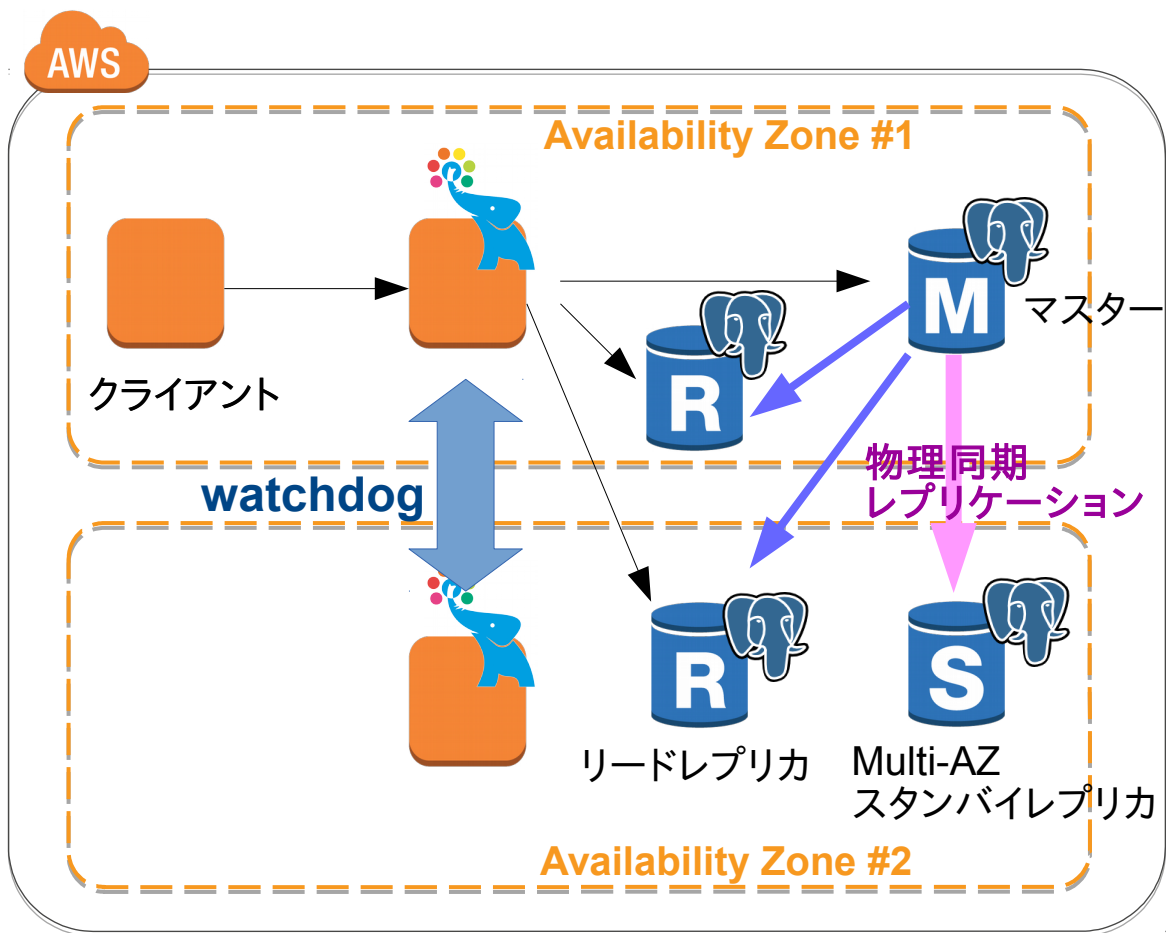 AWS
Availability Zone #1
M
マスター
R
クライアント
物理同期
レプリケーション
watchdog
R
S
リードレプリカ
Multi-AZ
スタンバイレプリカ
Availability Zone #2